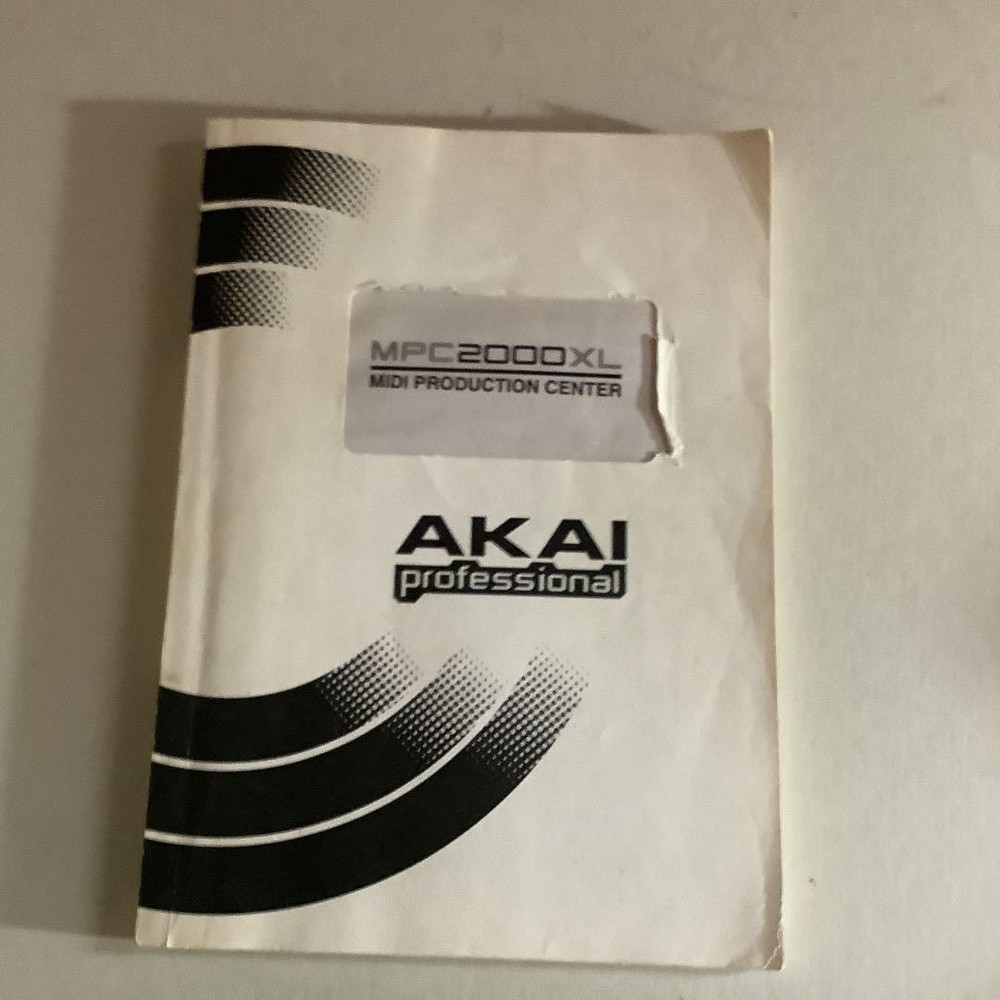 MPC2000XL
MIDI PRODUCTION CENTER
AKAI
professional